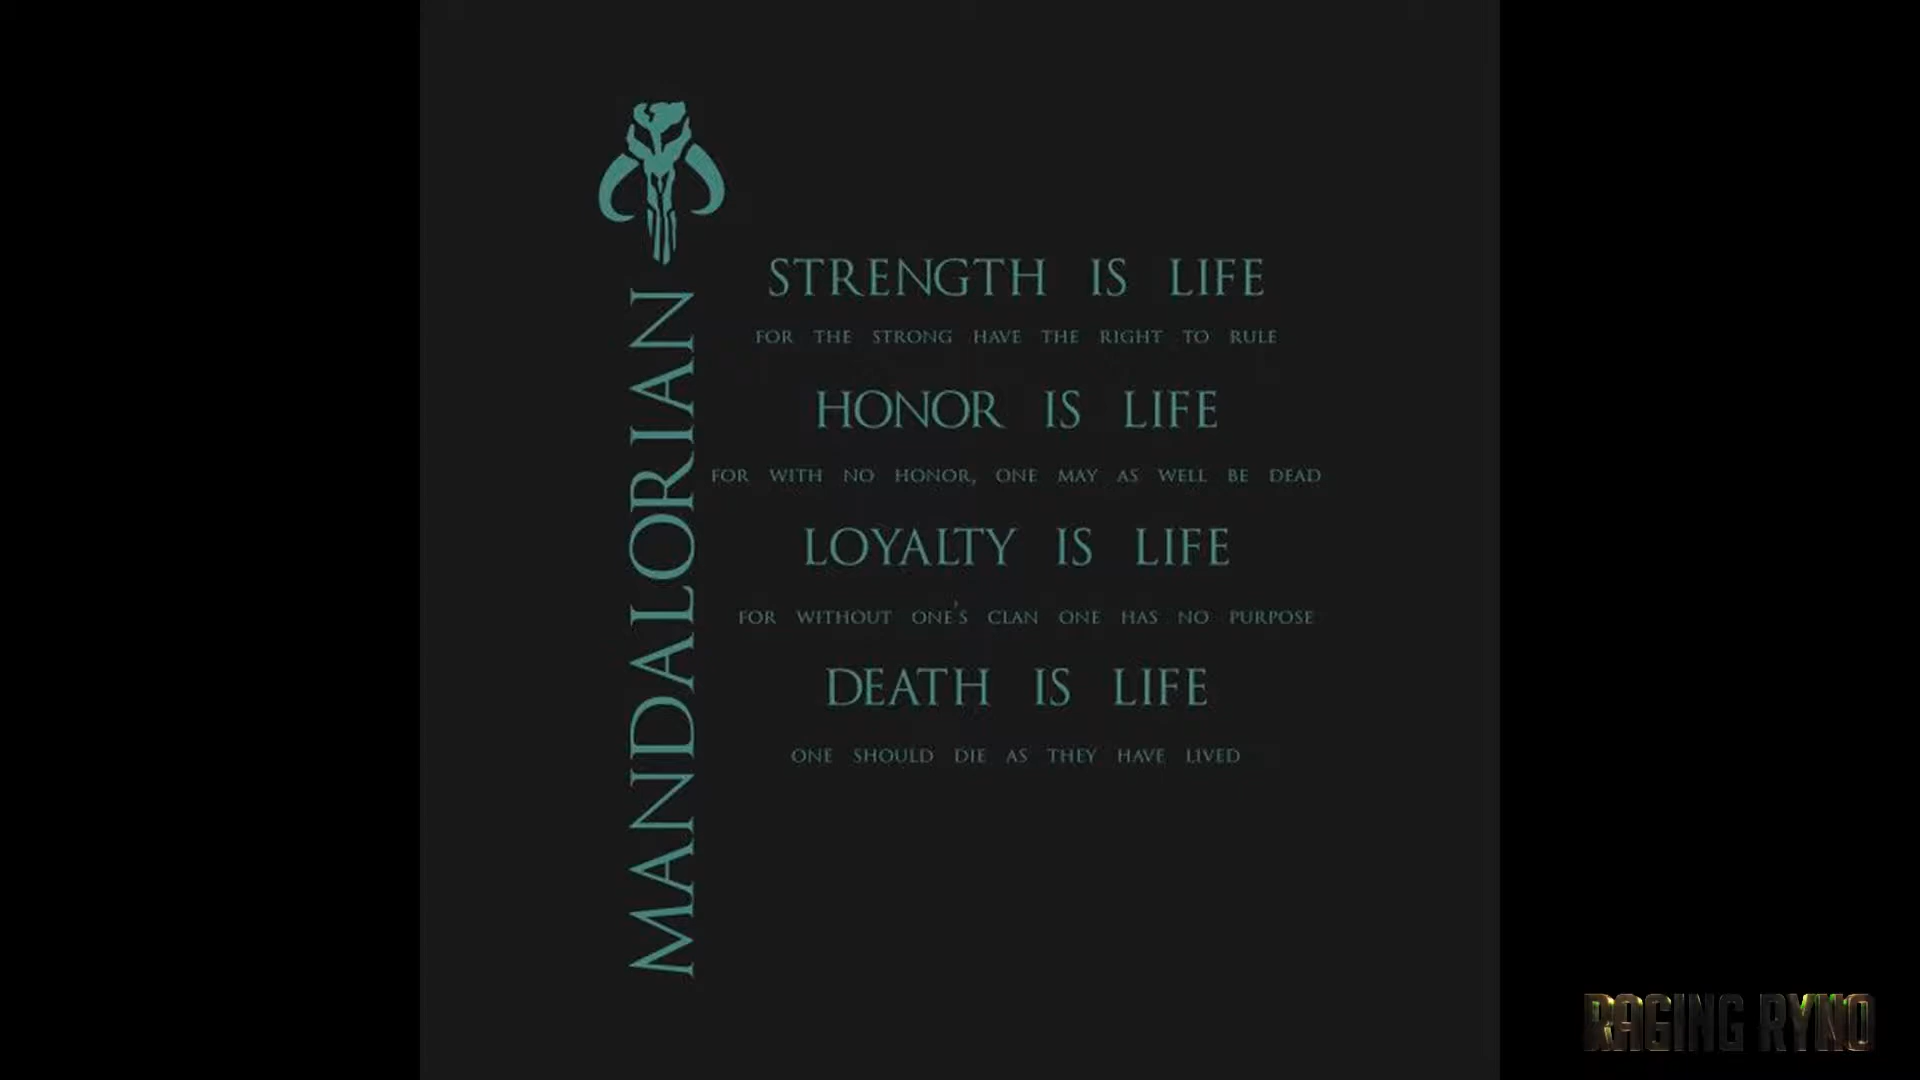 MANDALORIAN
STRENGTH IS LIFE
FOR THE STRONG HAVE THE RIGHT TO RULE
HONOR IS LIFE
FOR WITH NO HONOR, ONE MAY AS WELL BE DEAD
LOYALTY IS LIFE
FOR WITHOUT ONE'S CLAN ONE HAS NO PURPOSE
DEATH IS LIFE
ONE SHOULD DIE AS THEY HAVE LIVED
RAGING RYNO